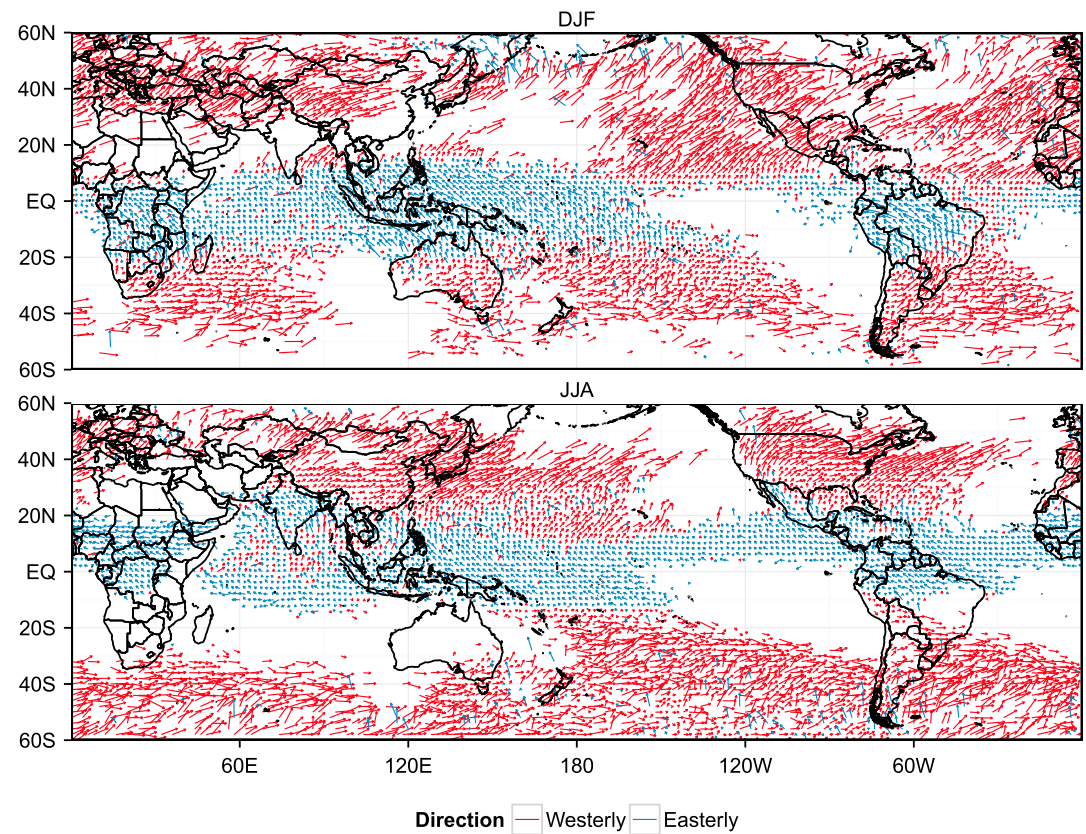 DJF
60N
40N
20N
EQ
20S
40S
60S
JJA
60N
40N
20N
EQ
20S
40S
60S
60E 120E 180 120W 60W
Direction Westerly Easterly